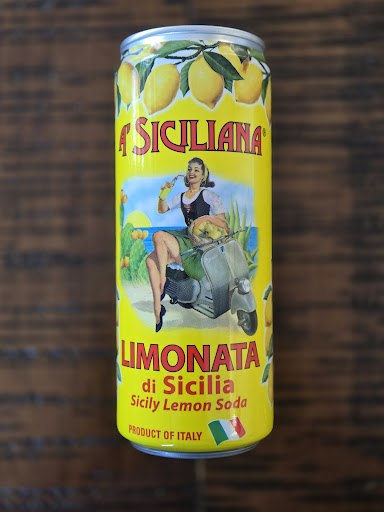 A' SICILIANA®
LIMONATA
di Sicilia
Sicily Lemon Soda
PRODUCT OF ITALY